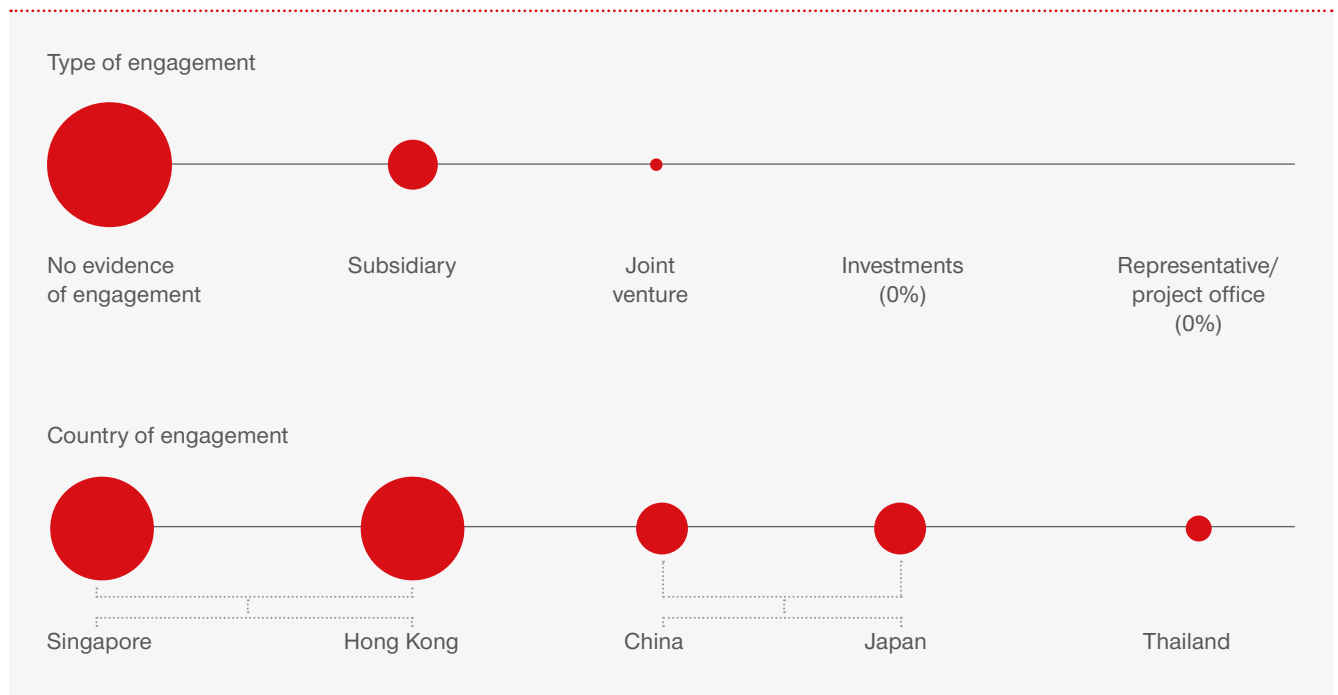 Type of engagement
No evidence
of engagement
Subsidiary
Joint
venture
Investments
(0%)
Representative/
project office
(0%)
Country of engagement
Singapore
Hong Kong
China
Japan
Thailand